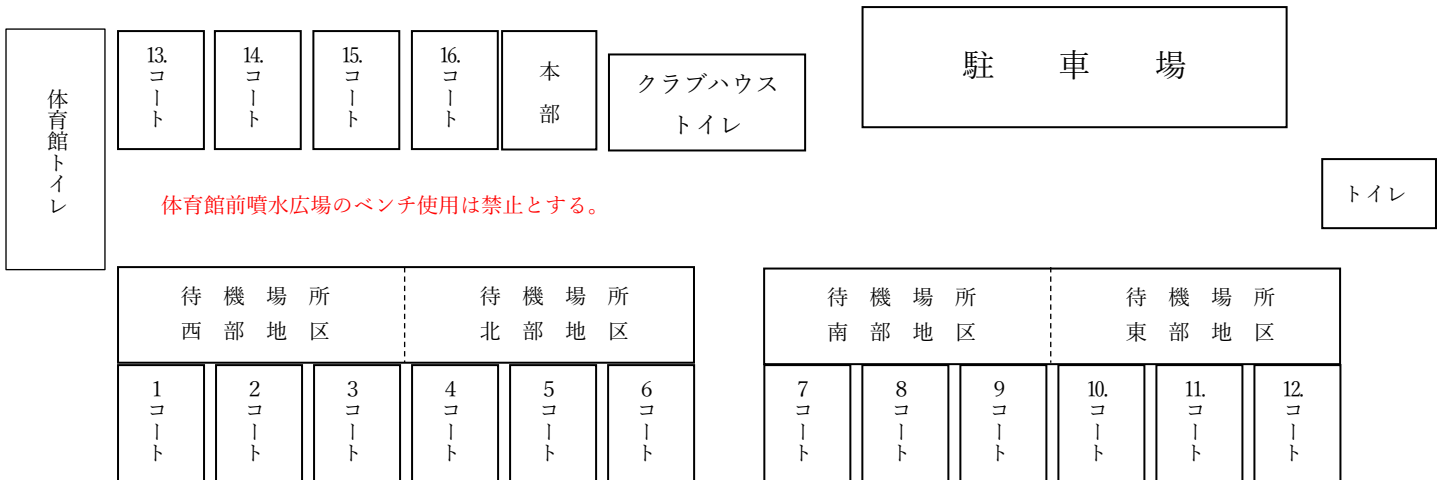 体育館トイレ
13.コート
14.コート
15.コート
16.コート
本部
クラブハウス
トイレ
駐車場
トイレ
体育館前噴水広場のベンチ使用は禁止とする。
待機場所
西部地区
待機場所
北部地区
待機場所
南部地区
待機場所
東部地区
1コート
2コート
3コート
4コート
5コート
6コート
7コート
8コート
9コート
10.コート
11.コート
12.コート